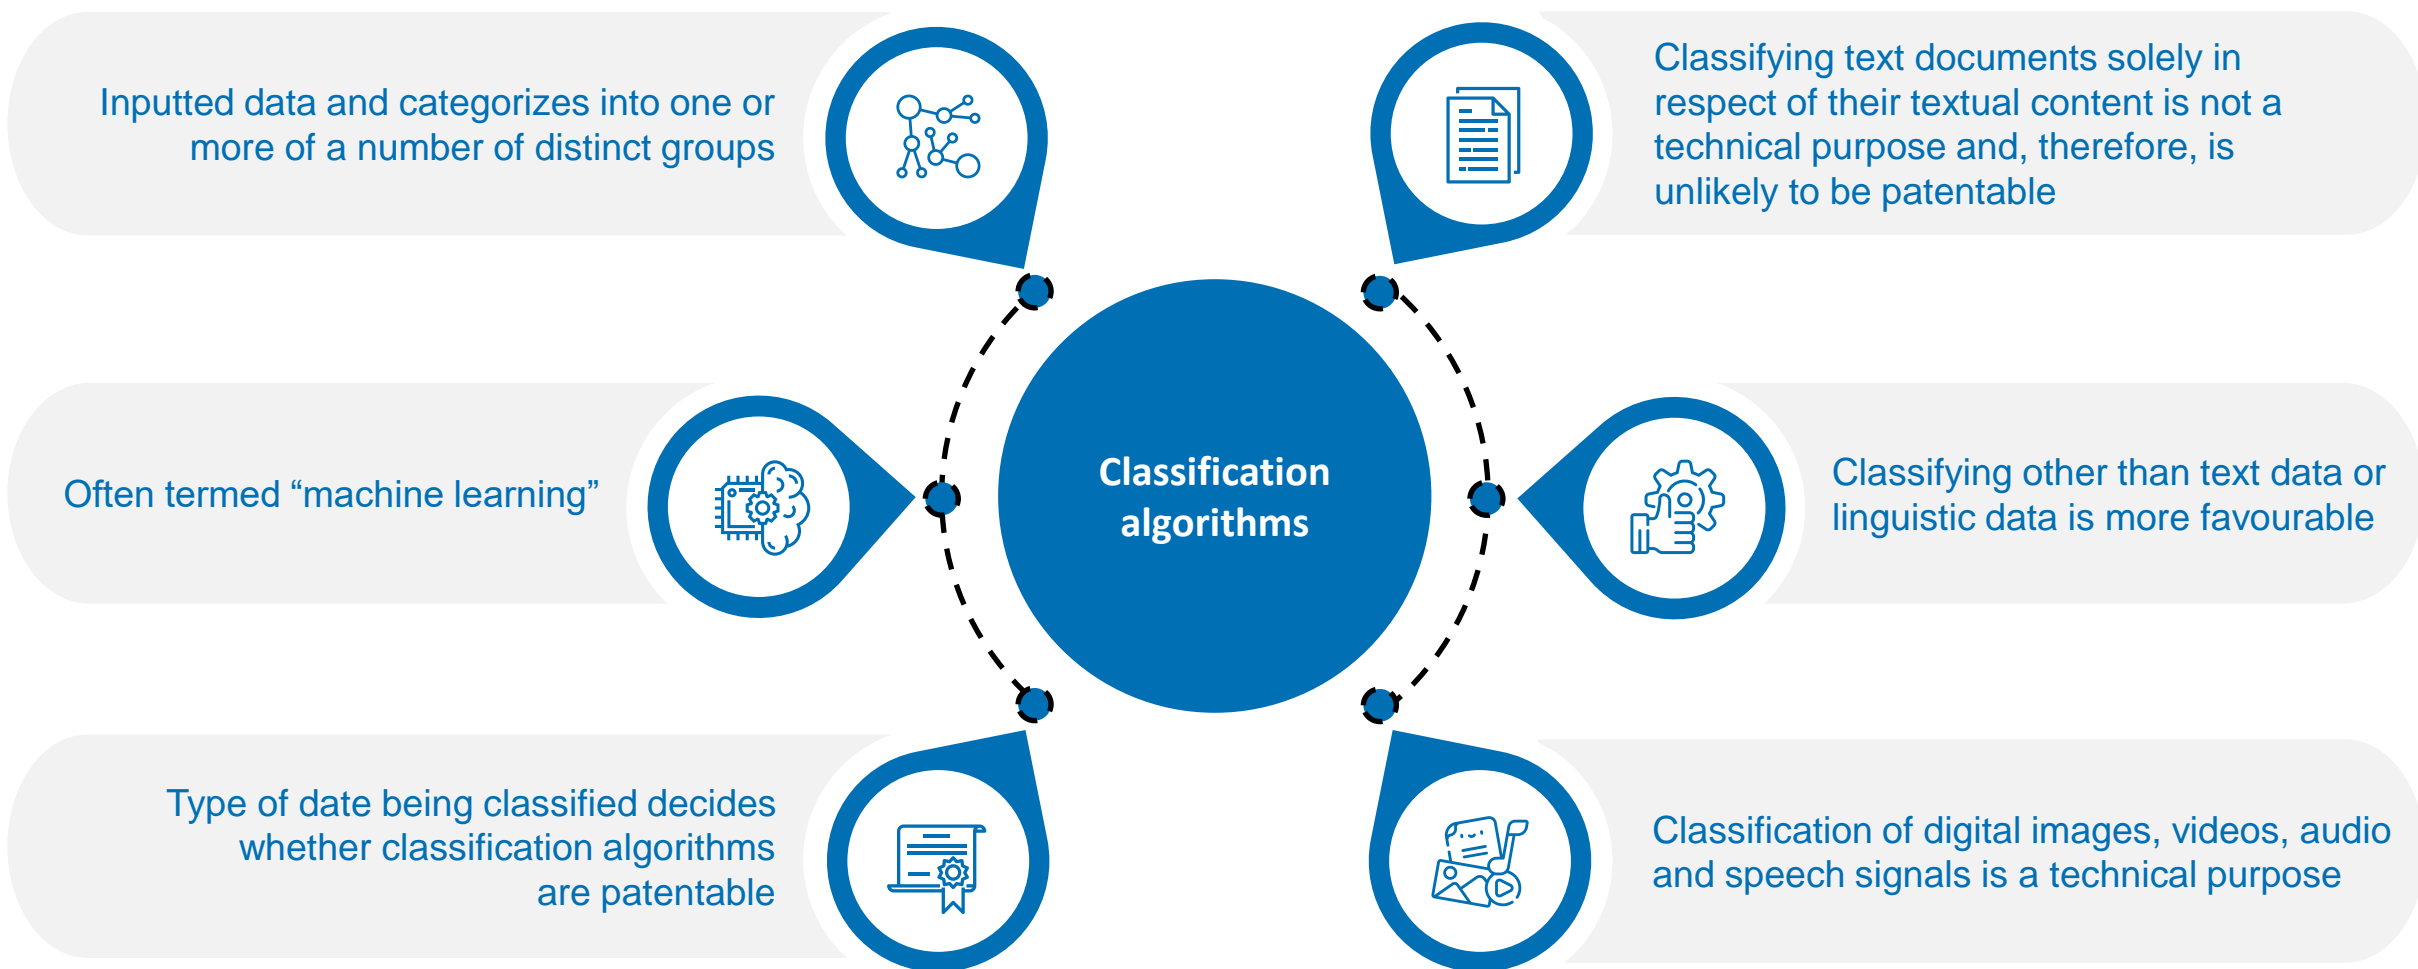 Inputted data and categorizes into one or
more of a number of distinct groups
Often termed “machine learning”
Type of date being classified decides
whether classification algorithms
are patentable
Classification
algorithms
Classifying text documents solely in
respect of their textual content is not a
technical purpose and, therefore, is
unlikely to be patentable
Classifying other than text data or
linguistic data is more favourable
Classification of digital images, videos, audio
and speech signals is a technical purpose